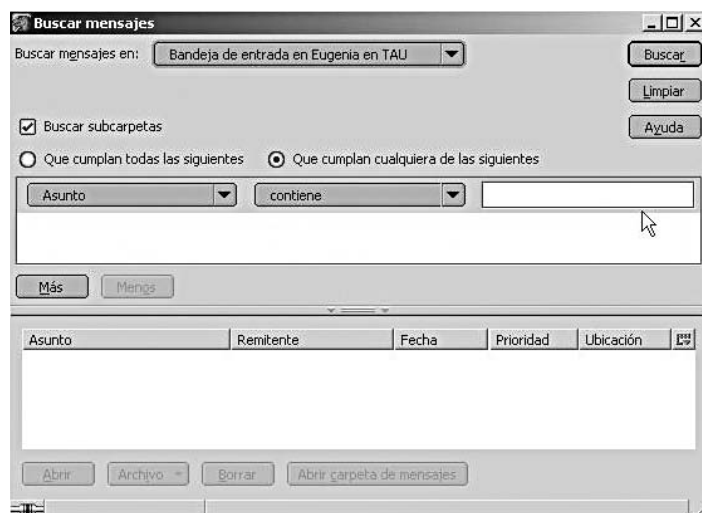 Buscar mensajes
Buscar mensajes en: Bandeja de entrada en Eugenia en TAU Buscar
Limpiar
Buscar subcarpetas Ayuda
Que cumplan todas las siguientes Que cumplan cualquiera de las siguientes
Asunto contiene
Más Menos
Asunto Remitente Fecha Prioridad Ubicación
Abrir Archivo Borrar Abrir carpeta de mensajes